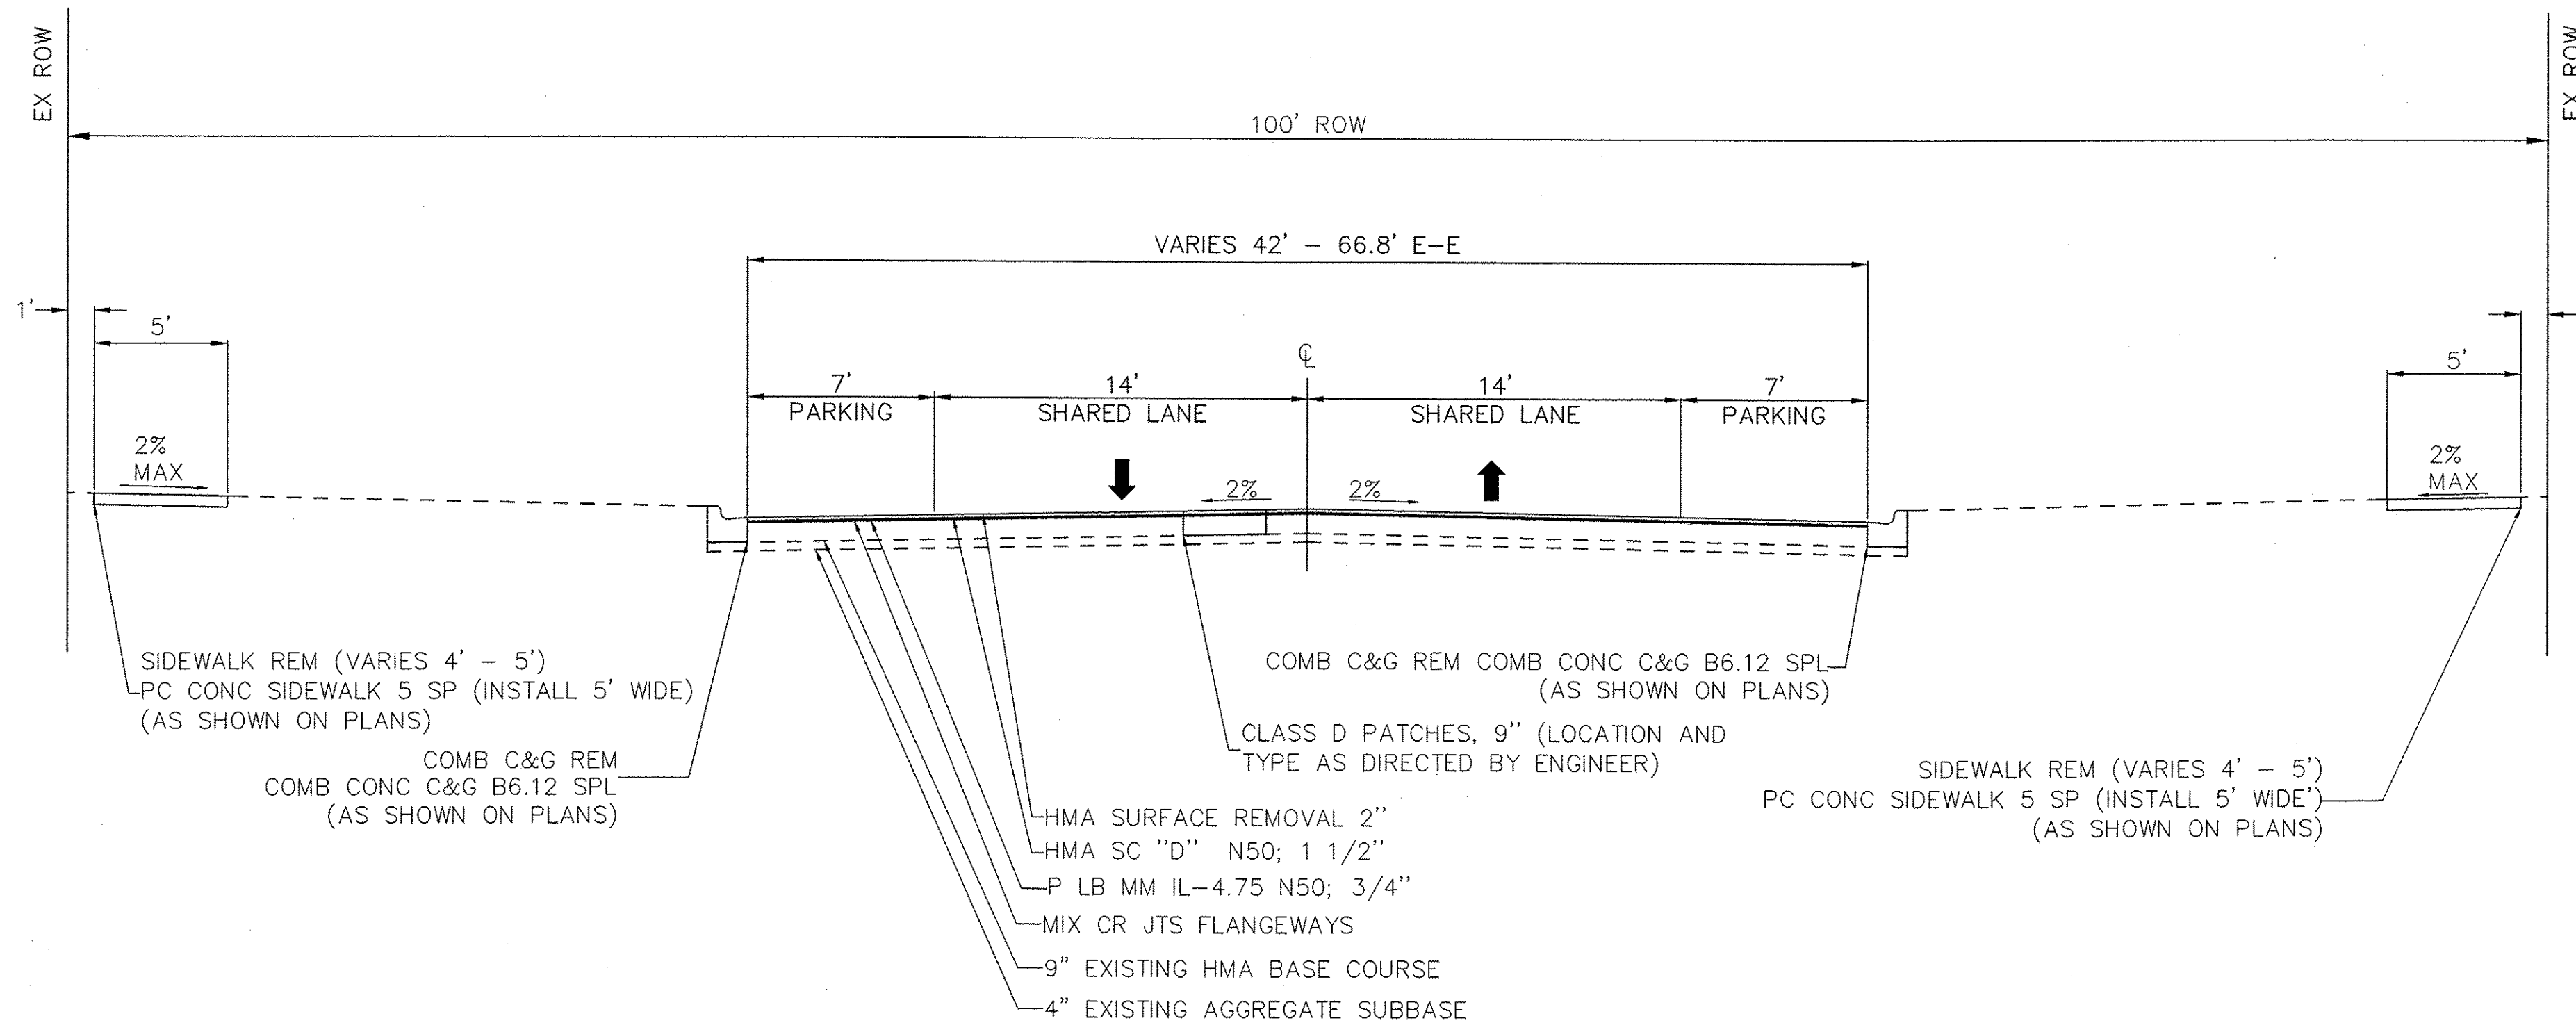 EX ROW
EX ROW
100' ROW
VARIES 42' – 66.8' E–E
1'
5'
℄
5'
7'
14'
14'
7'
PARKING
SHARED LANE
SHARED LANE
PARKING
2%
MAX
2%
2%
2%
MAX
SIDEWALK REM (VARIES 4' – 5')
PC CONC SIDEWALK 5 SP (INSTALL 5' WIDE)
(AS SHOWN ON PLANS)
COMB C&G REM
COMB CONC C&G B6.12 SPL
(AS SHOWN ON PLANS)
COMB C&G REM COMB CONC C&G B6.12 SPL
(AS SHOWN ON PLANS)
CLASS D PATCHES, 9" (LOCATION AND
TYPE AS DIRECTED BY ENGINEER)
SIDEWALK REM (VARIES 4' – 5')
PC CONC SIDEWALK 5 SP (INSTALL 5' WIDE')
(AS SHOWN ON PLANS)
HMA SURFACE REMOVAL 2"
HMA SC "D" N50; 1 1/2"
P LB MM IL–4.75 N50; 3/4"
MIX CR JTS FLANGEWAYS
9" EXISTING HMA BASE COURSE
4" EXISTING AGGREGATE SUBBASE